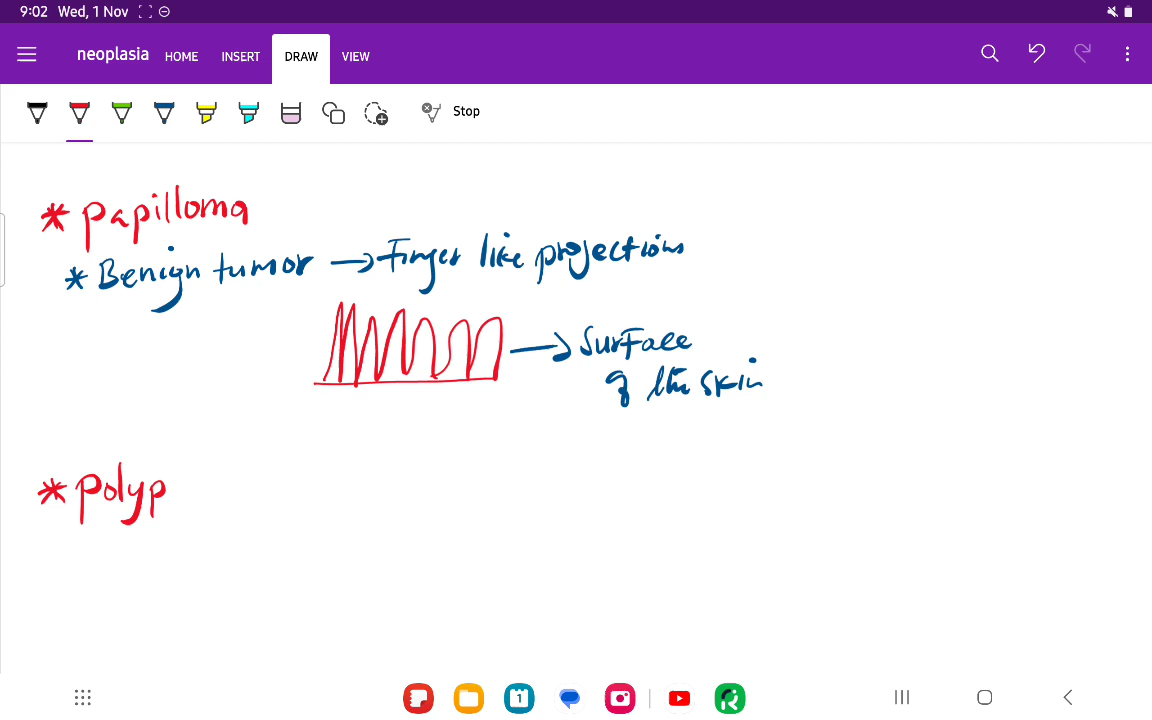 9:02 Wed, 1 Nov
neoplasia HOME INSERT DRAW VIEW
Stop
* Papilloma
* Benign tumor → Finger like projections
→ Surface
of the skin
* Polyp
1